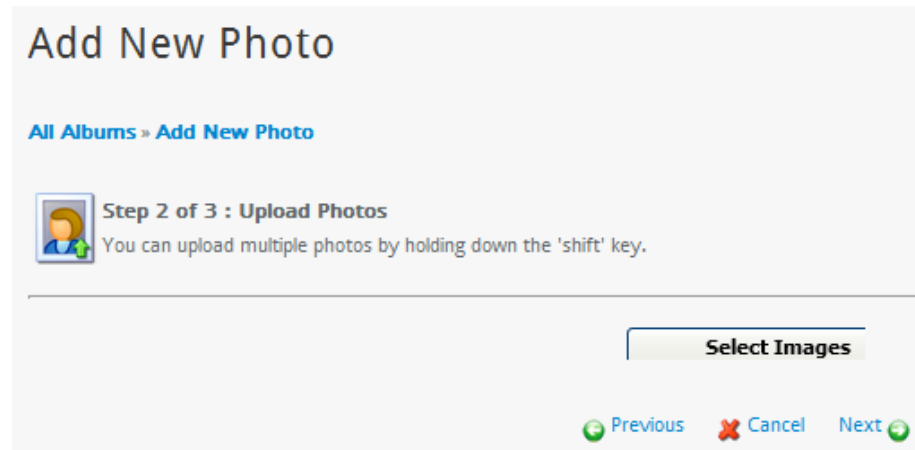 Add New Photo
All Albums » Add New Photo
Step 2 of 3 : Upload Photos
You can upload multiple photos by holding down the 'shift' key.
Select Images
Previous Cancel Next